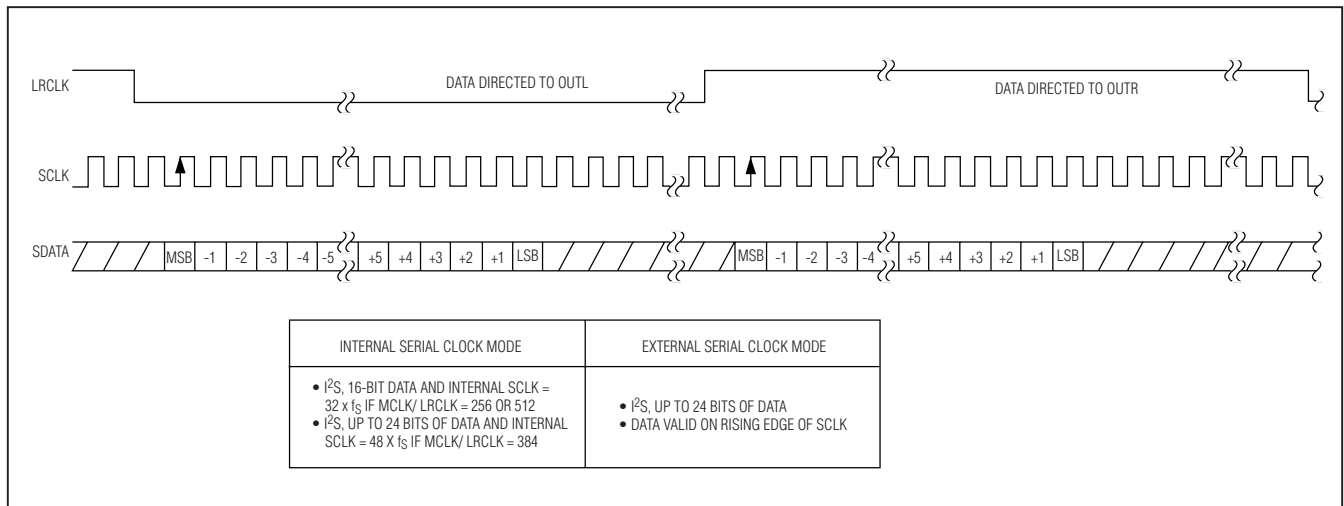 LRCLK
DATA DIRECTED TO OUTL
DATA DIRECTED TO OUTR
SCLK
SDATA
MSB -1 -2 -3 -4 -5 +5 +4 +3 +2 +1 LSB MSB -1 -2 -3 -4 +5 +4 +3 +2 +1 LSB
INTERNAL SERIAL CLOCK MODE
• I²S, 16-BIT DATA AND INTERNAL SCLK =
32 x fS IF MCLK/ LRCLK = 256 OR 512
• I²S, UP TO 24 BITS OF DATA AND INTERNAL
SCLK = 48 X fS IF MCLK/ LRCLK = 384
EXTERNAL SERIAL CLOCK MODE
• I²S, UP TO 24 BITS OF DATA
• DATA VALID ON RISING EDGE OF SCLK